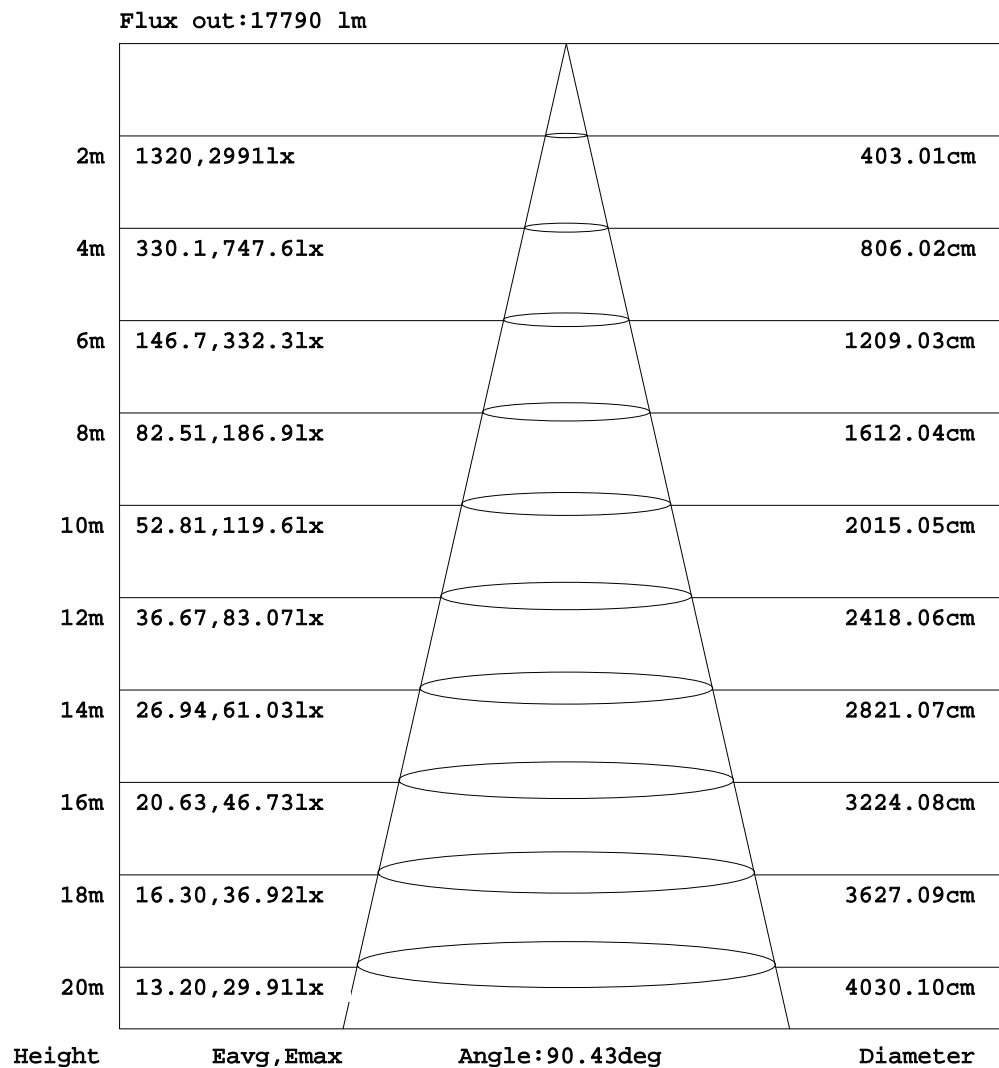 Flux out:17790 lm
2m 1320,2991lx 403.01cm
4m 330.1,747.6lx 806.02cm
6m 146.7,332.3lx 1209.03cm
8m 82.51,186.9lx 1612.04cm
10m 52.81,119.6lx 2015.05cm
12m 36.67,83.07lx 2418.06cm
14m 26.94,61.03lx 2821.07cm
16m 20.63,46.73lx 3224.08cm
18m 16.30,36.92lx 3627.09cm
20m 13.20,29.91lx 4030.10cm
Height Eavg,Emax Angle:90.43deg Diameter